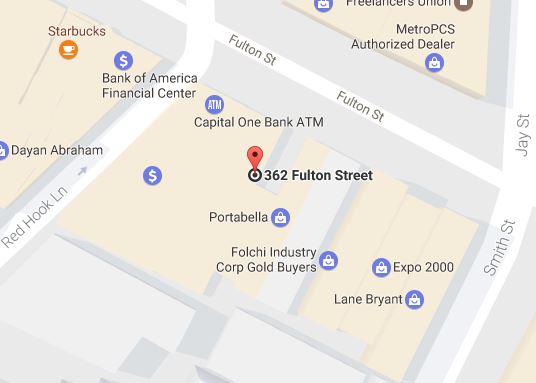 Freelancers Union
Starbucks
MetroPCS
Authorized Dealer
Fulton St
Bank of America
Financial Center
Fulton St
ATM
Capital One Bank ATM
Jay St
Dayan Abraham
$
$
362 Fulton Street
Red Hook Ln
Portabella
Smith St
Folchi Industry
Corp Gold Buyers
Expo 2000
Lane Bryant